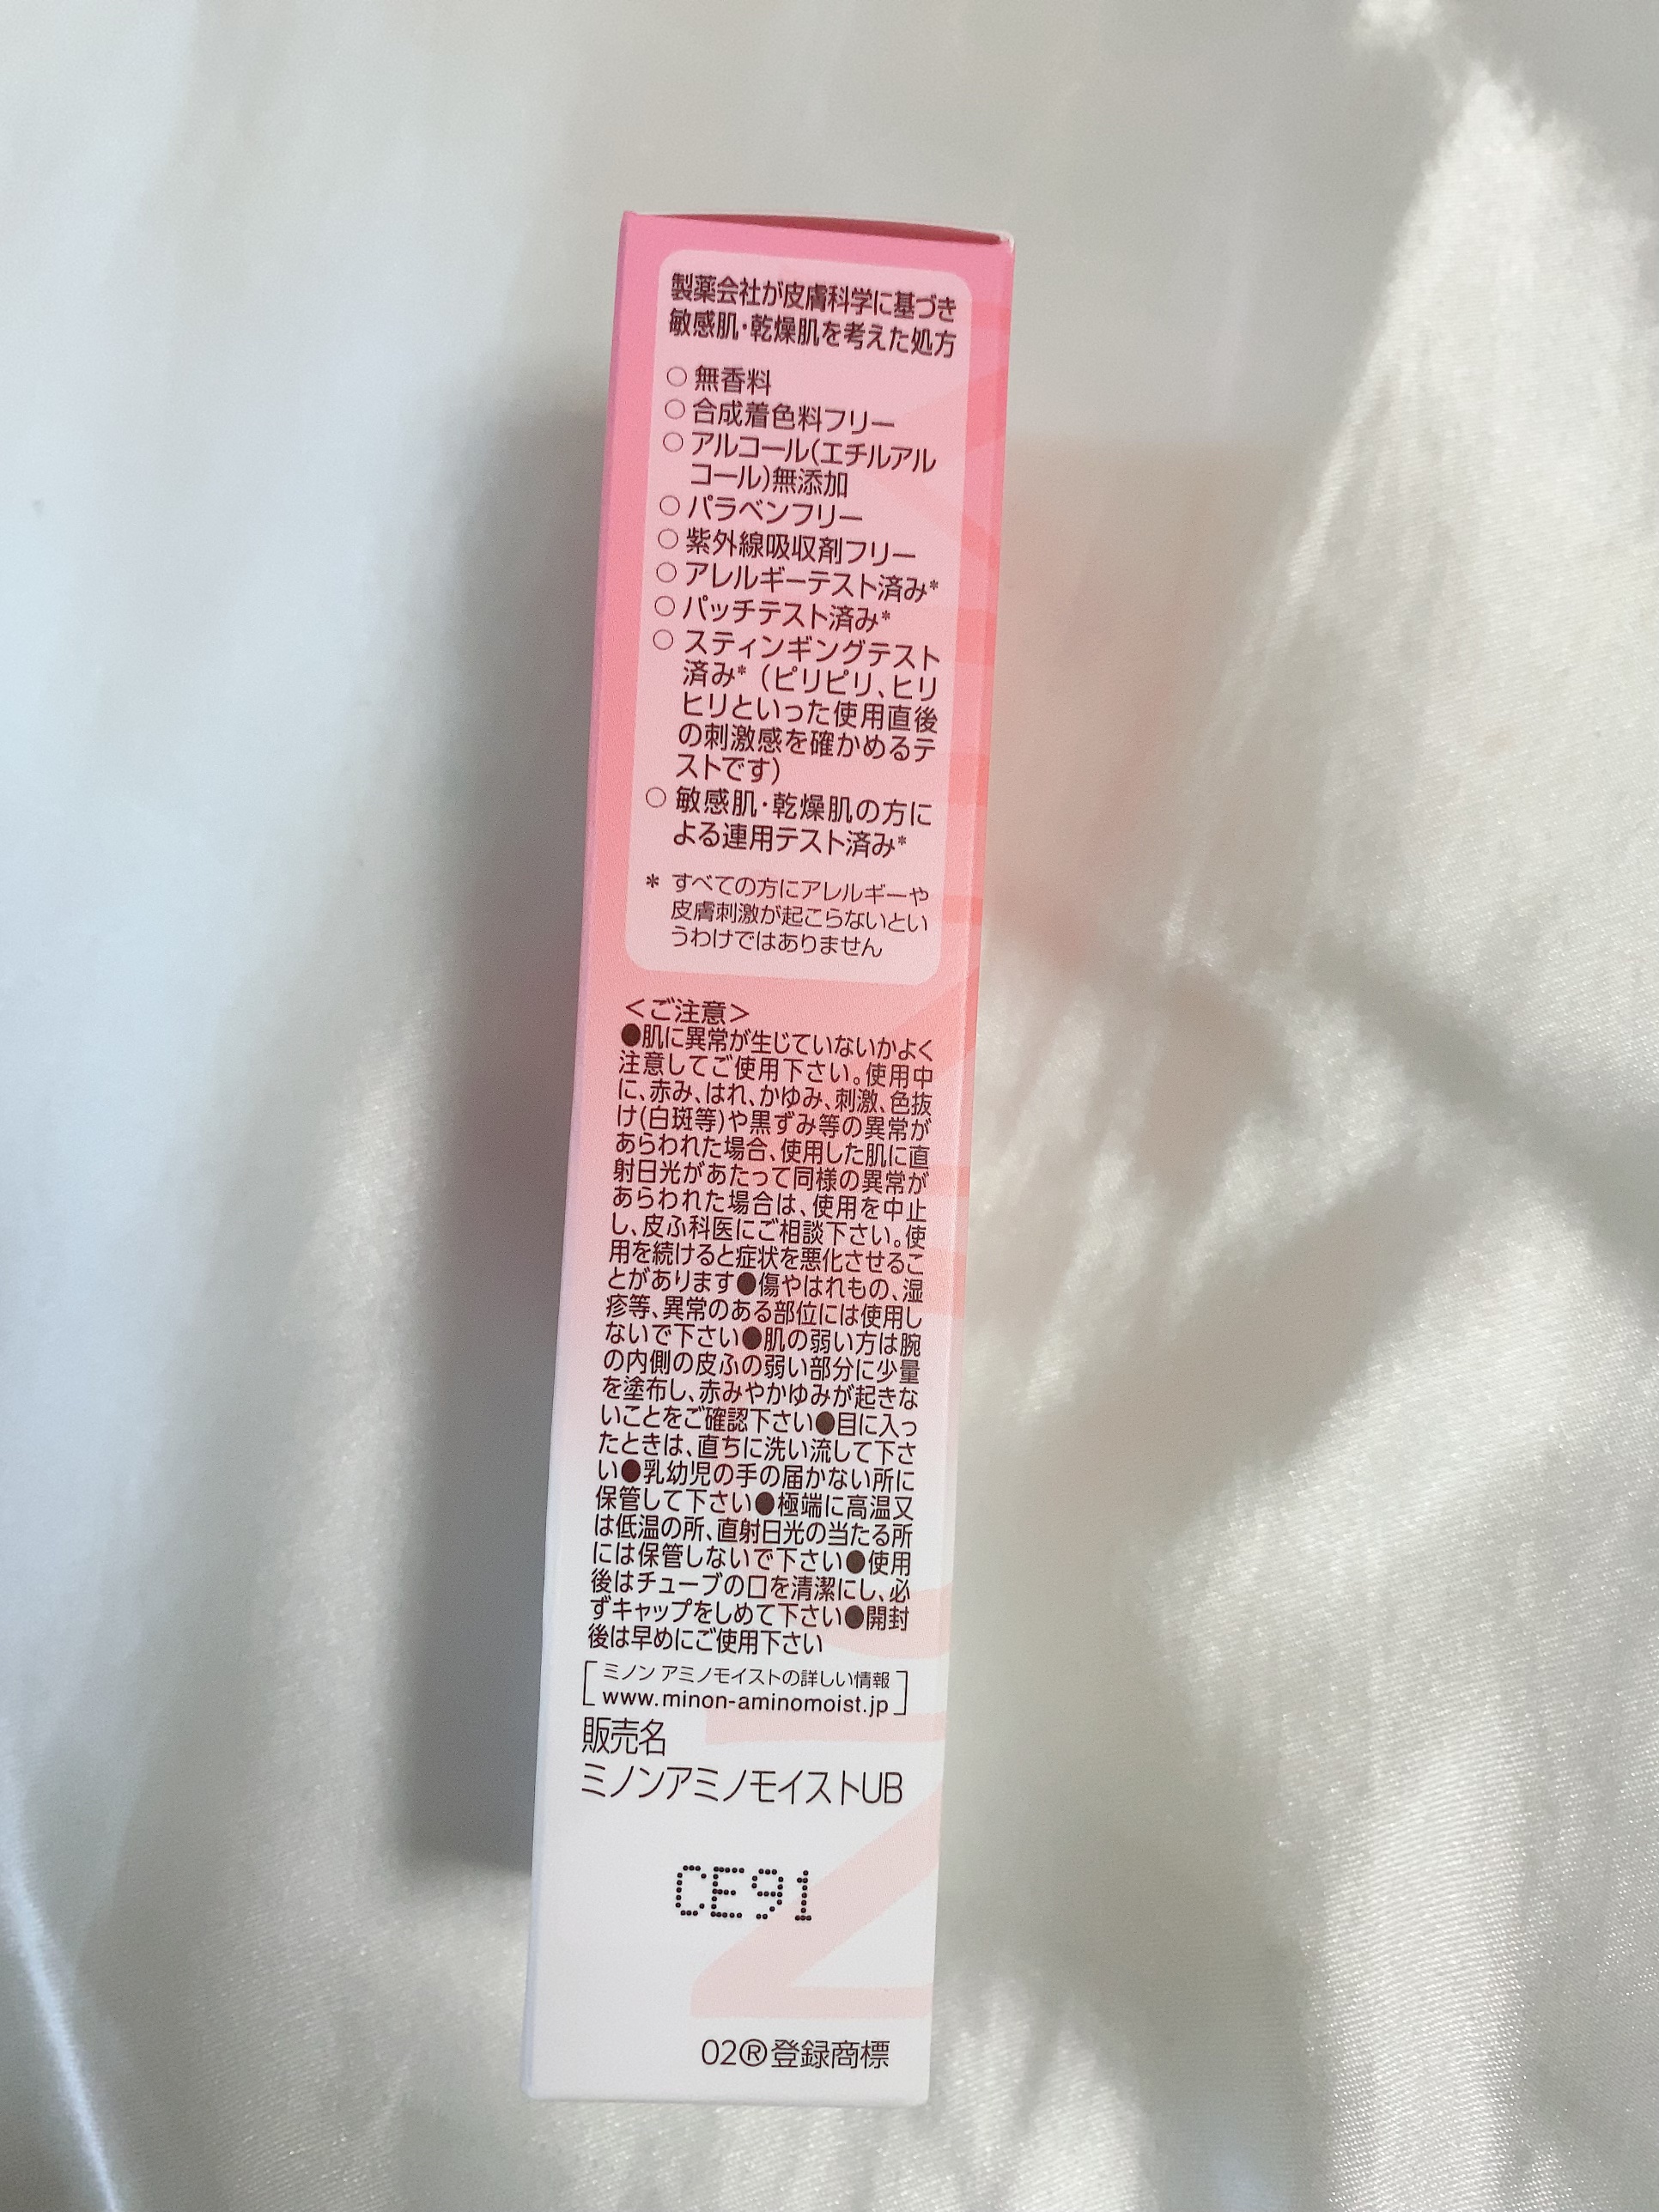 製薬会社が皮膚科学に基づき
敏感肌・乾燥肌を考えた処方
○ 無香料
○ 合成着色料フリー
○ アルコール(エチルアル
コール)無添加
○ パラベンフリー
○ 紫外線吸収剤フリー
○ アレルギーテスト済み*
○ パッチテスト済み*
○ スティンギングテスト
済み*(ピリピリ、ヒリ
ヒリといった使用直後
の刺激感を確かめるテ
ストです)
○ 敏感肌・乾燥肌の方に
よる連用テスト済み*
* すべての方にアレルギーや
皮膚刺激が起こらないとい
うわけではありません
<ご注意>
●肌に異常が生じていないかよく
注意してご使用下さい。使用中
に、赤み、はれ、かゆみ、刺激、色抜
け(白斑等)や黒ずみ等の異常が
あらわれた場合、使用した肌に直
射日光があたって同様の異常が
あらわれた場合は、使用を中止
し、皮ふ科医にご相談下さい。使
用を続けると症状を悪化させるこ
とがあります●傷やはれもの、湿
疹等、異常のある部位には使用し
ないで下さい●肌の弱い方は腕
の内側の皮ふの弱い部分に少量
を塗布し、赤みやかゆみが起きな
いことをご確認下さい●目に入っ
たときは、直ちに洗い流して下さ
い●乳幼児の手の届かない所に
保管して下さい●極端に高温又
は低温の所、直射日光の当たる所
には保管しないで下さい●使用
後はチューブの口を清潔にし、必
ずキャップをしめて下さい●開封
後は早めにご使用下さい
ミノン アミノモイストの詳しい情報
www.minon-aminomoist.jp
販売名
ミノンアミノモイストUB
CE91
02®登録商標